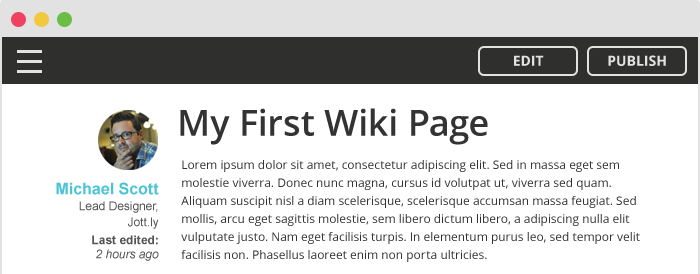 EDIT
PUBLISH
My First Wiki Page
Michael Scott
Lead Designer,
Jott.ly
Last edited:
2 hours ago
Lorem ipsum dolor sit amet, consectetur adipiscing elit. Sed in massa eget sem
molestie viverra. Donec nunc magna, cursus id volutpat ut, viverra sed quam.
Aliquam suscipit nisl a diam scelerisque, scelerisque accumsan massa feugiat. Sed
mollis, arcu eget sagittis molestie, sem libero dictum libero, a adipiscing nulla elit
vulputate justo. Nam eget facilisis turpis. In elementum purus leo, sed tempor velit
facilisis non. Phasellus laoreet enim non porta ultricies.